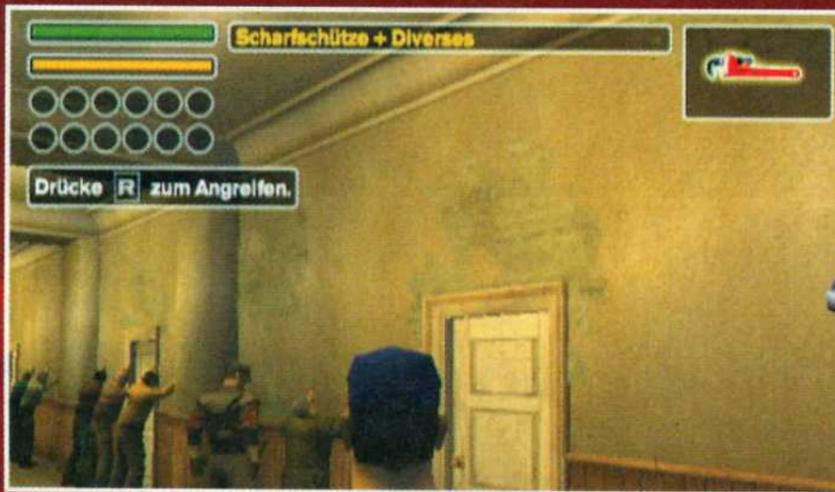 Scharfschütze + Diverses
Drücke R zum Angreifen.